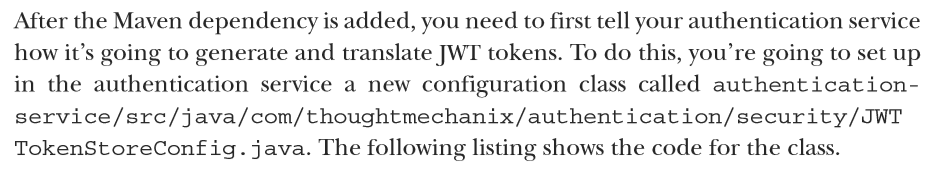 After the Maven dependency is added, you need to first tell your authentication service
how it’s going to generate and translate JWT tokens. To do this, you’re going to set up
in the authentication service a new configuration class called authentication-
service/src/java/com/thoughtmechanix/authentication/security/JWT
TokenStoreConfig.java. The following listing shows the code for the class.